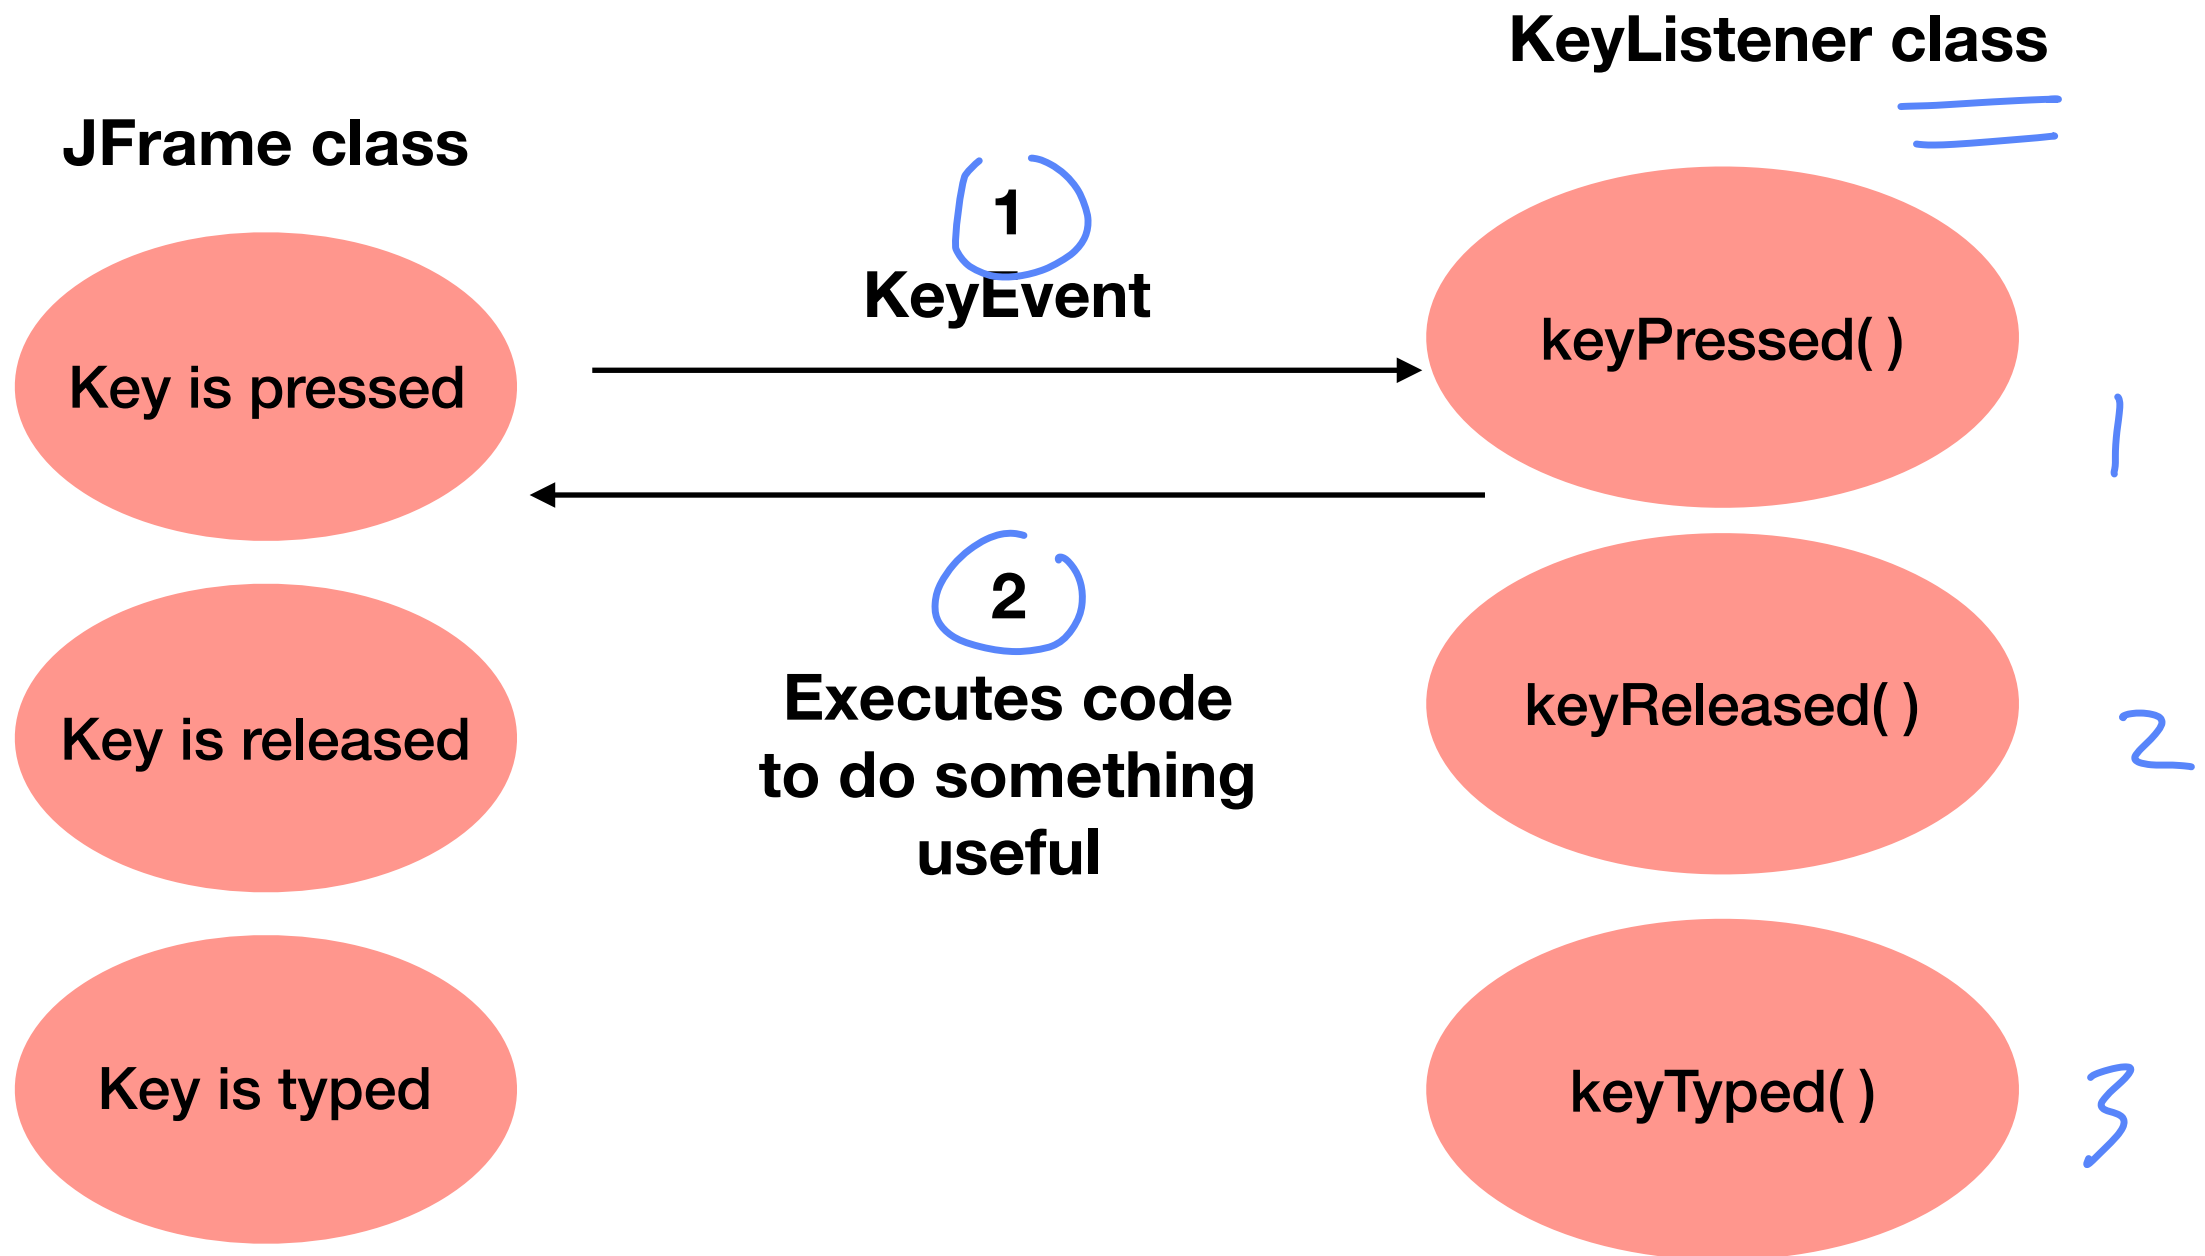 KeyListener class
JFrame class
1
KeyEvent
Key is pressed
keyPressed( )
1
2
Executes code
to do something
useful
Key is released
keyReleased( )
2
Key is typed
keyTyped( )
3